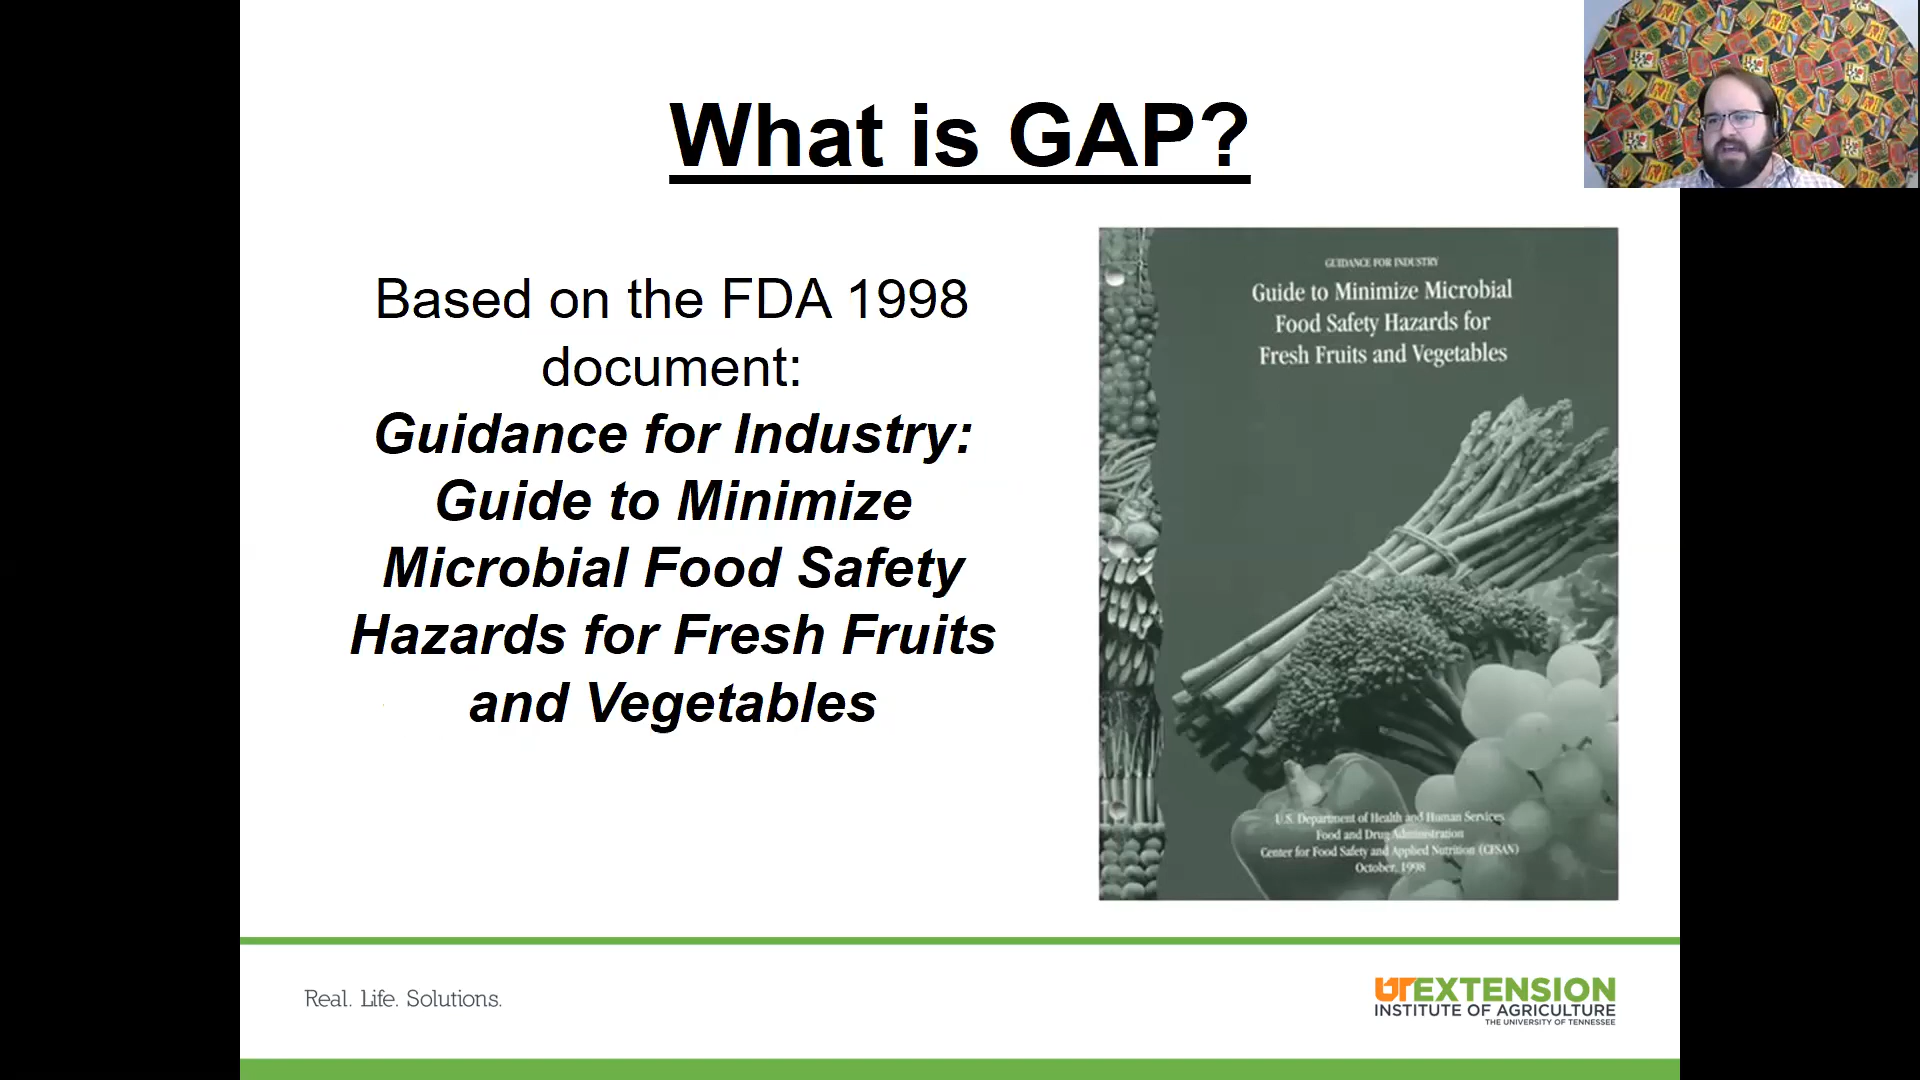 What is GAP?
Based on the FDA 1998
document:
Guidance for Industry:
Guide to Minimize
Microbial Food Safety
Hazards for Fresh Fruits
and Vegetables
GUIDANCE FOR INDUSTRY
Guide to Minimize Microbial
Food Safety Hazards for
Fresh Fruits and Vegetables
U.S. Department of Health and Human Services
Food and Drug Administration
Center for Food Safety and Applied Nutrition (CFSAN)
October, 1998
Real. Life. Solutions.
UTEXTENSION
INSTITUTE OF AGRICULTURE
THE UNIVERSITY OF TENNESSEE